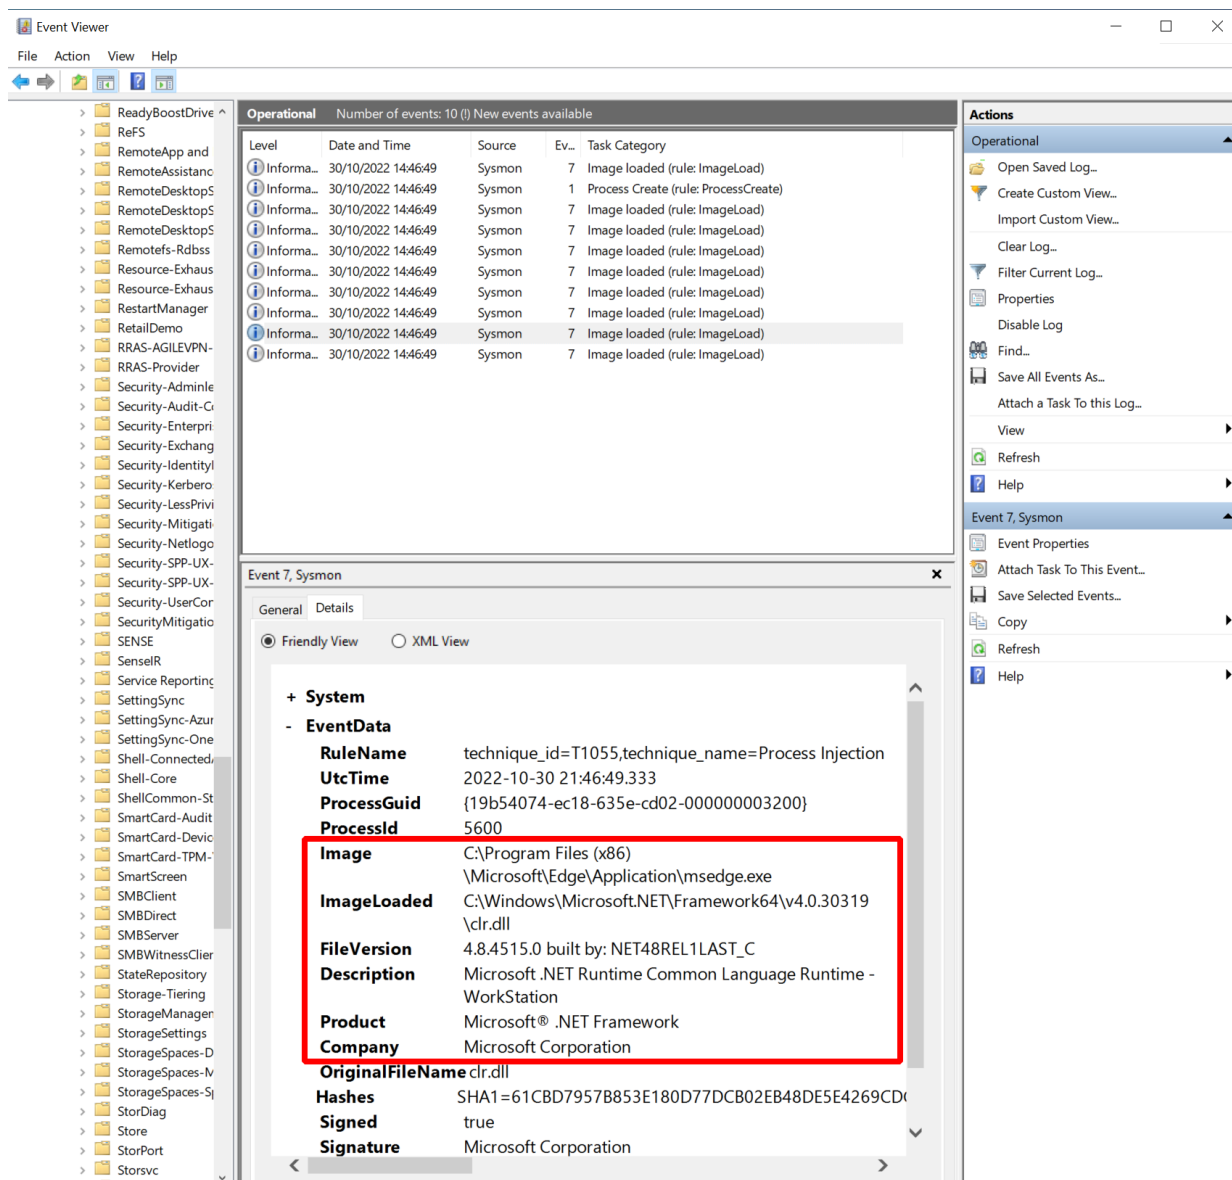 Event Viewer
File Action View Help
ReadyBoostDrive
ReFS
RemoteApp and
RemoteAssistanc
RemoteDesktopS
RemoteDesktopS
RemoteDesktopS
Remotefs-Rdbss
Resource-Exhaus
Resource-Exhaus
RestartManager
RetailDemo
RRAS-AGILEVPN-
RRAS-Provider
Security-Adminle
Security-Audit-Co
Security-Enterpri
Security-Exchang
Security-Identityl
Security-Kerbero
Security-LessPrivi
Security-Mitigati
Security-Netlogo
Security-SPP-UX-
Security-SPP-UX-
Security-UserCor
SecurityMitigatio
SENSE
SenseIR
Service Reporting
SettingSync
SettingSync-Azur
SettingSync-One
Shell-Connected
Shell-Core
ShellCommon-St
SmartCard-Audit
SmartCard-Devic
SmartCard-TPM-
SmartScreen
SMBClient
SMBDirect
SMBServer
SMBWitnessClier
StateRepository
Storage-Tiering
StorageManagem
StorageSettings
StorageSpaces-D
StorageSpaces-M
StorageSpaces-Sp
StorDiag
Store
StorPort
Storsvc
Operational Number of events: 10 (!) New events available
Level Date and Time Source Ev... Task Category
Informa... 30/10/2022 14:46:49 Sysmon 7 Image loaded (rule: ImageLoad)
Informa... 30/10/2022 14:46:49 Sysmon 1 Process Create (rule: ProcessCreate)
Informa... 30/10/2022 14:46:49 Sysmon 7 Image loaded (rule: ImageLoad)
Informa... 30/10/2022 14:46:49 Sysmon 7 Image loaded (rule: ImageLoad)
Informa... 30/10/2022 14:46:49 Sysmon 7 Image loaded (rule: ImageLoad)
Informa... 30/10/2022 14:46:49 Sysmon 7 Image loaded (rule: ImageLoad)
Informa... 30/10/2022 14:46:49 Sysmon 7 Image loaded (rule: ImageLoad)
Informa... 30/10/2022 14:46:49 Sysmon 7 Image loaded (rule: ImageLoad)
Informa... 30/10/2022 14:46:49 Sysmon 7 Image loaded (rule: ImageLoad)
Informa... 30/10/2022 14:46:49 Sysmon 7 Image loaded (rule: ImageLoad)
Event 7, Sysmon
General Details
Friendly View XML View
+ System
- EventData
RuleName technique_id=T1055,technique_name=Process Injection
UtcTime 2022-10-30 21:46:49.333
ProcessGuid {19b54074-ec18-635e-cd02-000000003200}
ProcessId 5600
Image C:\Program Files (x86)
\Microsoft\Edge\Application\msedge.exe
ImageLoaded C:\Windows\Microsoft.NET\Framework64\v4.0.30319
\clr.dll
FileVersion 4.8.4515.0 built by: NET48REL1LAST_C
Description Microsoft .NET Runtime Common Language Runtime -
WorkStation
Product Microsoft® .NET Framework
Company Microsoft Corporation
OriginalFileName clr.dll
Hashes SHA1=61CBD7957B853E180D77DCB02EB48DE5E4269CD
Signed true
Signature Microsoft Corporation
Actions
Operational
Open Saved Log...
Create Custom View...
Import Custom View...
Clear Log...
Filter Current Log...
Properties
Disable Log
Find...
Save All Events As...
Attach a Task To this Log...
View
Refresh
Help
Event 7, Sysmon
Event Properties
Attach Task To This Event...
Save Selected Events...
Copy
Refresh
Help